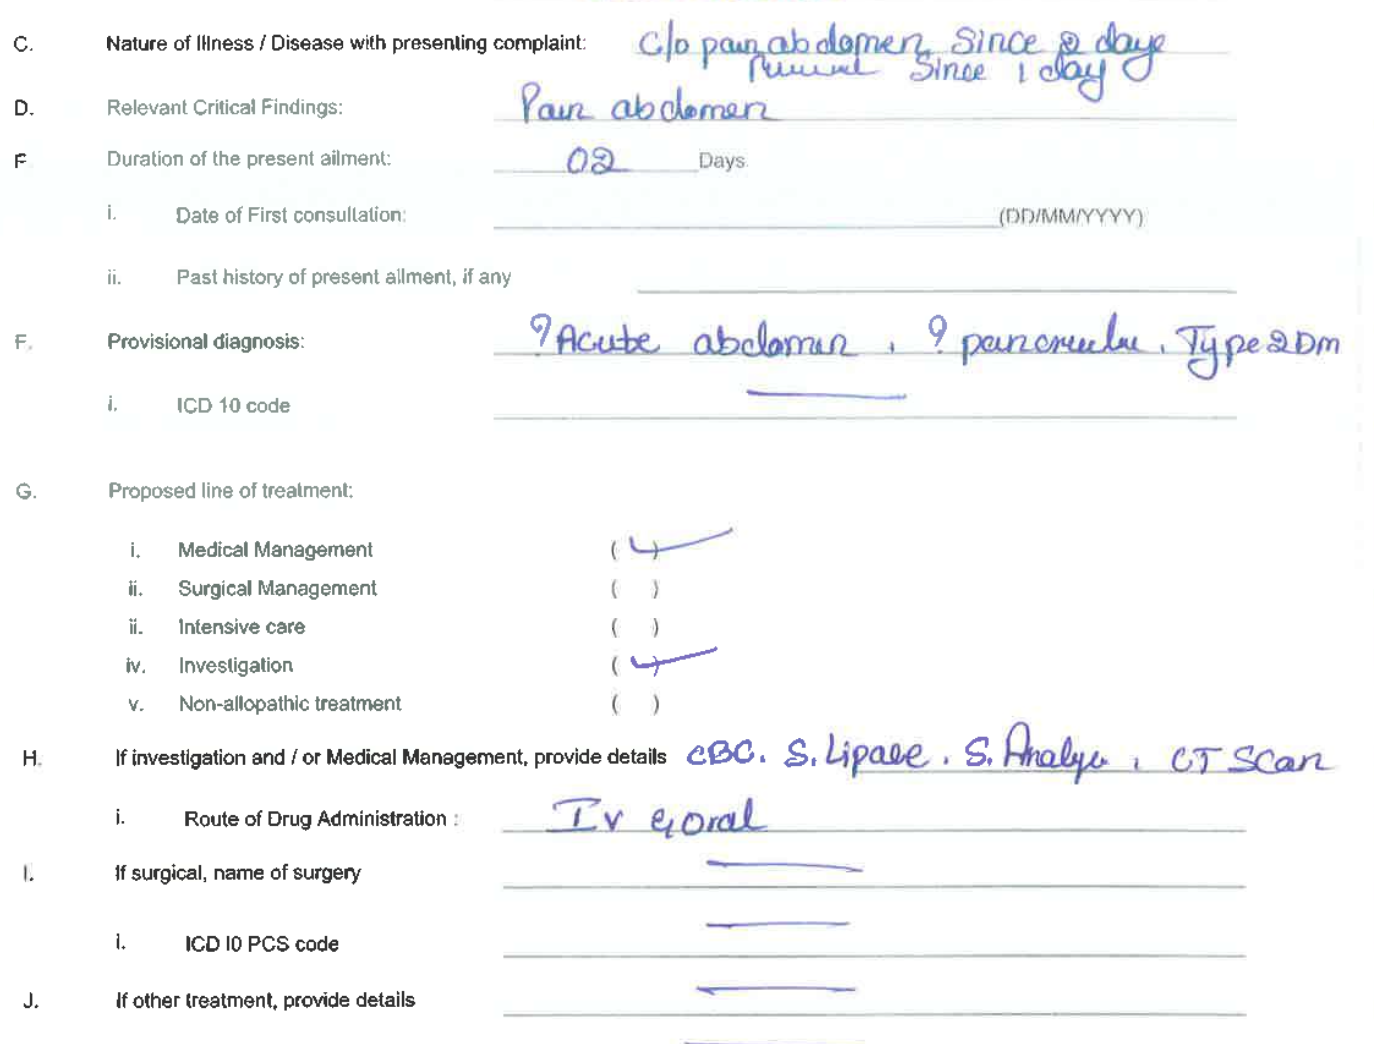 C. Nature of Illness / Disease with presenting complaint: C/o pain abdomen Since 2 days
Since 1 day
D. Relevant Critical Findings: Pain abdomen
F Duration of the present ailment: 02 Days
i. Date of First consultation: (DD/MM/YYYY)
ii. Past history of present ailment, if any
F. Provisional diagnosis: ? Acute abdomen , ? , Type 2 Dm
i. ICD 10 code —
G. Proposed line of treatment:
i. Medical Management (✓)
ii. Surgical Management ( )
ii. Intensive care ( )
iv. Investigation (✓)
v. Non-allopathic treatment ( )
H. If investigation and / or Medical Management, provide details CBC. S. Lipase . S. , CT Scan
i. Route of Drug Administration : Iv & oral
I. If surgical, name of surgery —
i. ICD I0 PCS code —
J. If other treatment, provide details —